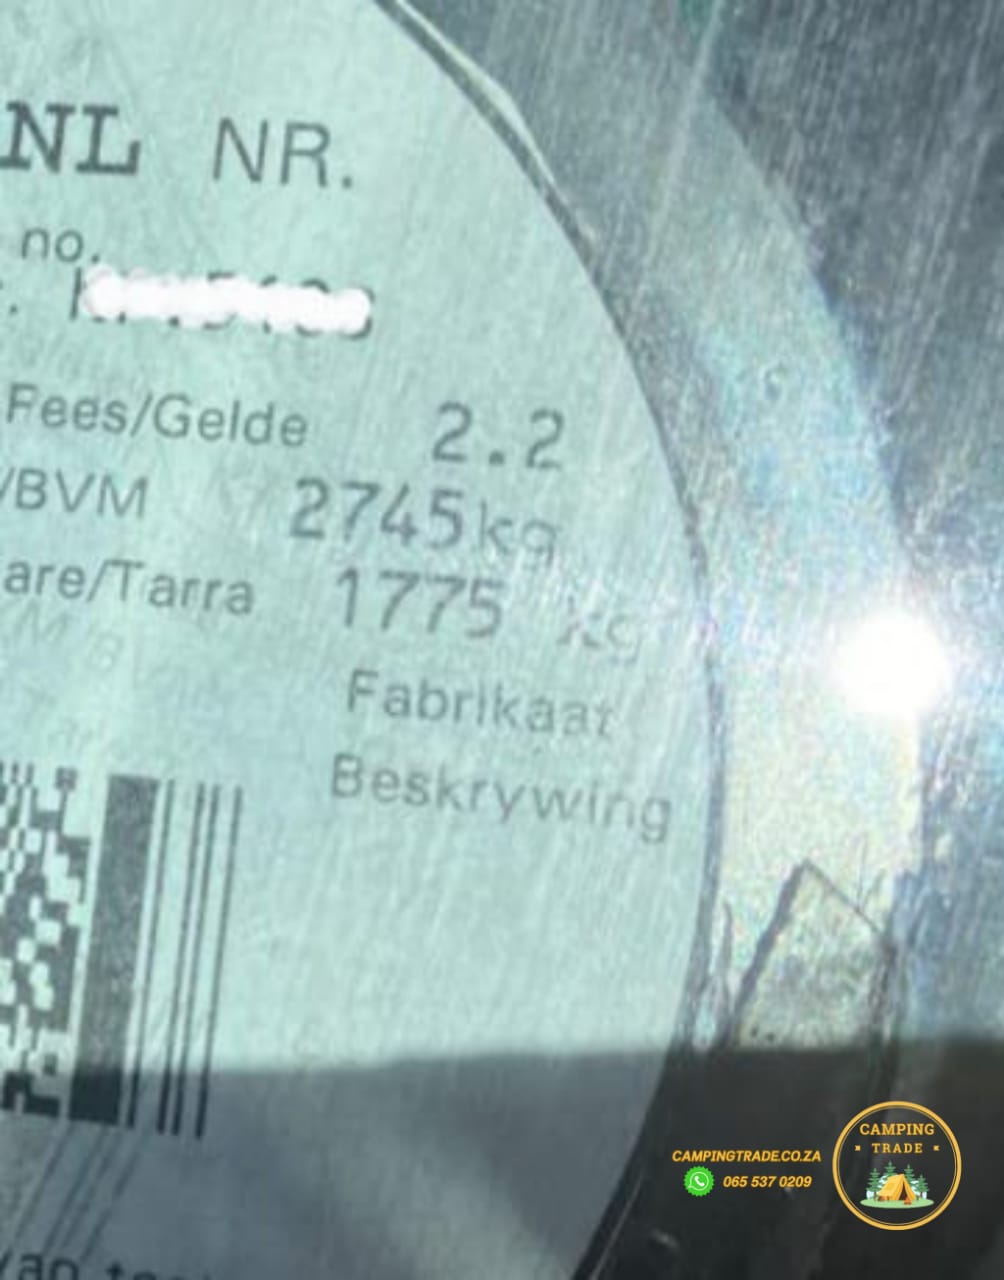 NL NR.
no.
Fees/Gelde 2.2
/BVM 2745kg
are/Tarra 1775 kg
Fabrikaat
Beskrywing
CAMPINGTRADE.CO.ZA
065 537 0209
CAMPING
TRADE